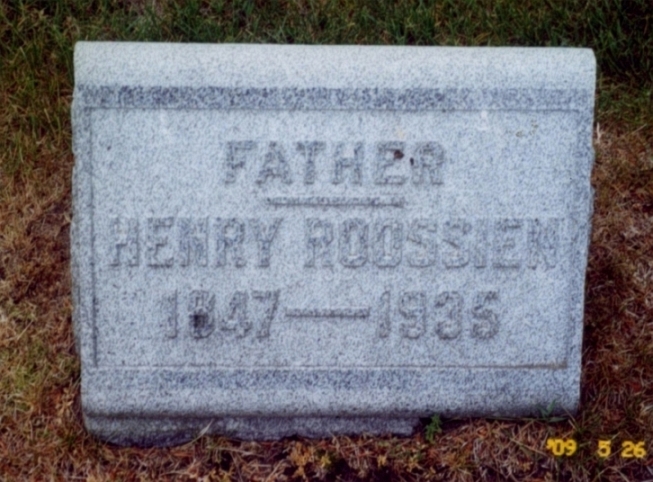 FATHER
HENRY ROOSSIEN
1847—1935
'09 5 26